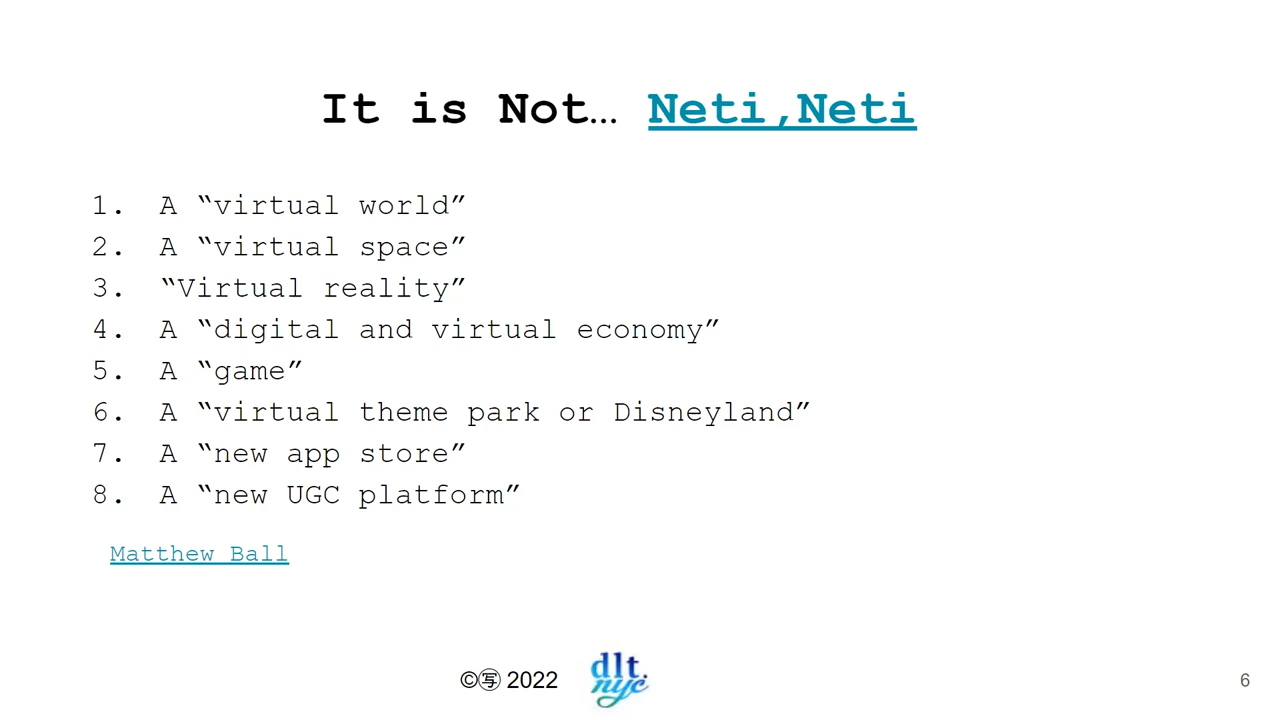 It is Not… Neti,Neti
1. A “virtual world”
2. A “virtual space”
3. “Virtual reality”
4. A “digital and virtual economy”
5. A “game”
6. A “virtual theme park or Disneyland”
7. A “new app store”
8. A “new UGC platform”
Matthew Ball
©㊢ 2022
dlt.
nyc
6